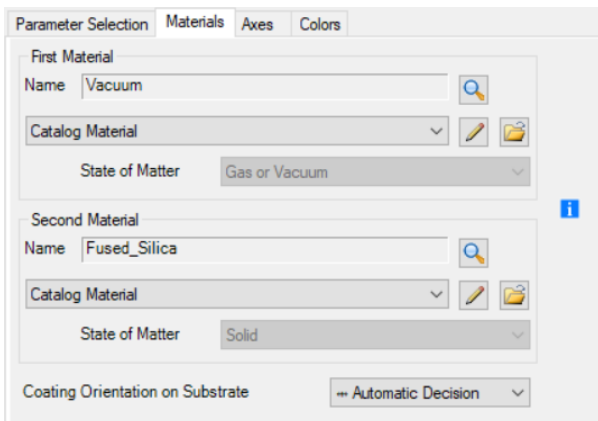 Parameter Selection Materials Axes Colors
First Material
Name Vacuum
Catalog Material
State of Matter Gas or Vacuum
Second Material
Name Fused_Silica
Catalog Material
State of Matter Solid
Coating Orientation on Substrate Automatic Decision